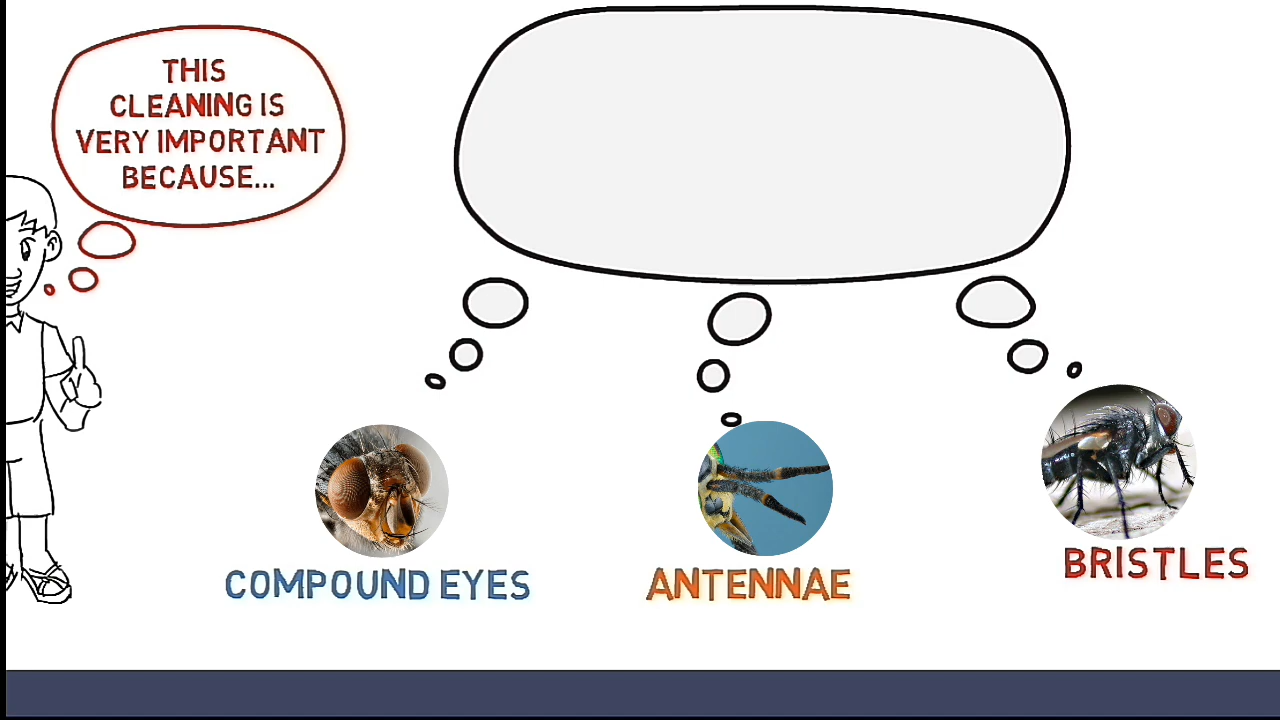 THIS
CLEANING IS
VERY IMPORTANT
BECAUSE...
COMPOUND EYES
ANTENNAE
BRISTLES